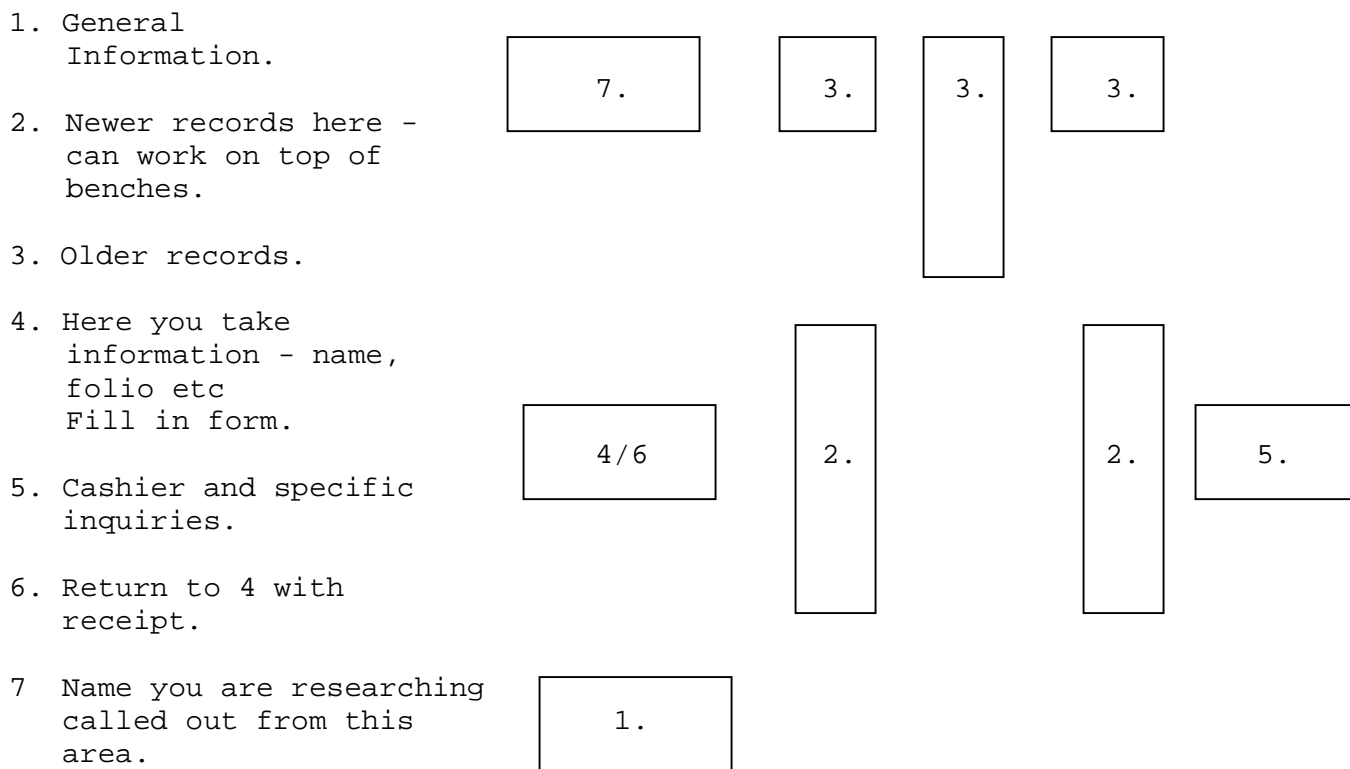 1. General
Information.
2. Newer records here -
can work on top of
benches.
3. Older records.
4. Here you take
information - name,
folio etc
Fill in form.
5. Cashier and specific
inquiries.
6. Return to 4 with
receipt.
7 Name you are researching
called out from this
area.
7. 3. 3. 3.
4/6 2. 2. 5.
1.